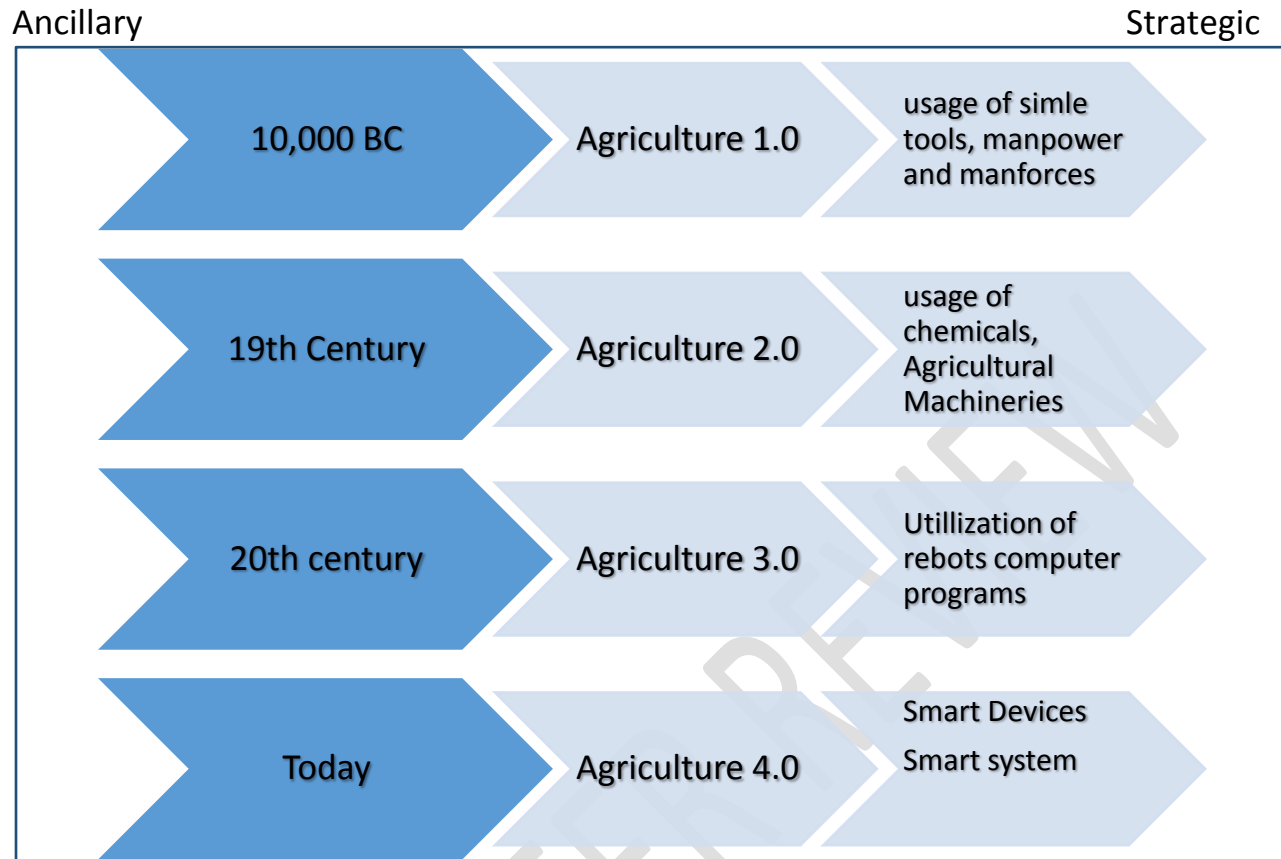 Ancillary Strategic
10,000 BC
Agriculture 1.0
usage of simle
tools, manpower
and manforces
19th Century
Agriculture 2.0
usage of
chemicals,
Agricultural
Machineries
20th century
Agriculture 3.0
Utillization of
rebots computer
programs
Today
Agriculture 4.0
Smart Devices
Smart system
ER REVIEW